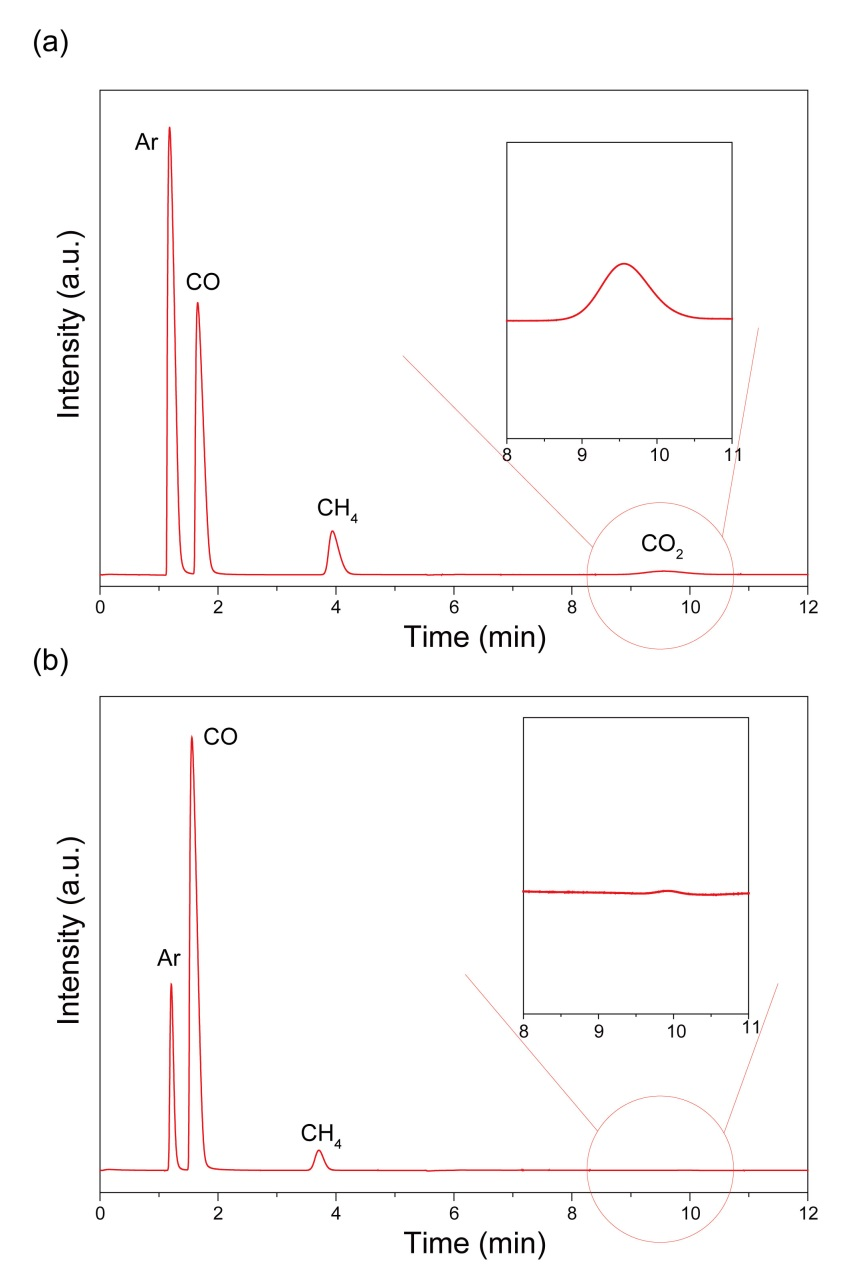 (a)
Ar
CO
CH4
CO2
Intensity (a.u.)
8 9 10 11
0 2 4 6 8 10 12
Time (min)
(b)
CO
Ar
CH4
Intensity (a.u.)
8 9 10 11
0 2 4 6 8 10 12
Time (min)